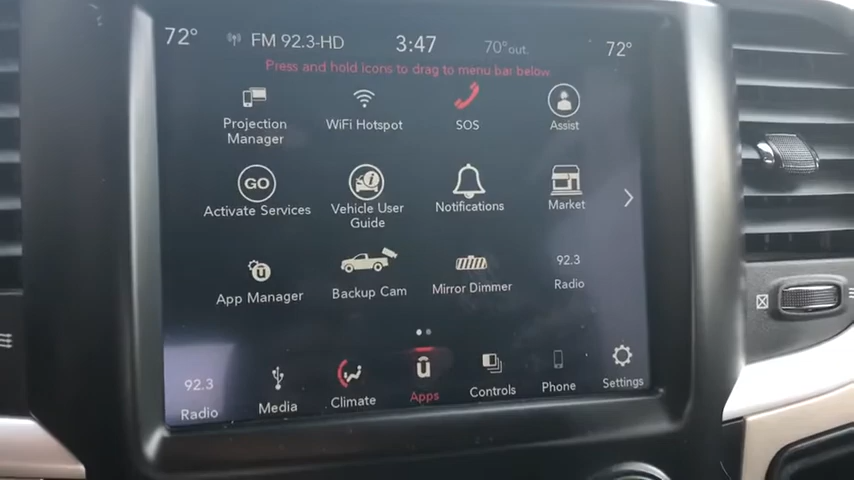 72° FM 92.3-HD 3:47 70°out. 72°
Press and hold icons to drag to menu bar below.
Projection Manager
WiFi Hotspot
SOS
Assist
GO
Activate Services
i
Vehicle User Guide
Notifications
Market
u
App Manager
Backup Cam
Mirror Dimmer
92.3
Radio
92.3
Radio
Media
Climate
u
Apps
Controls
Phone
Settings